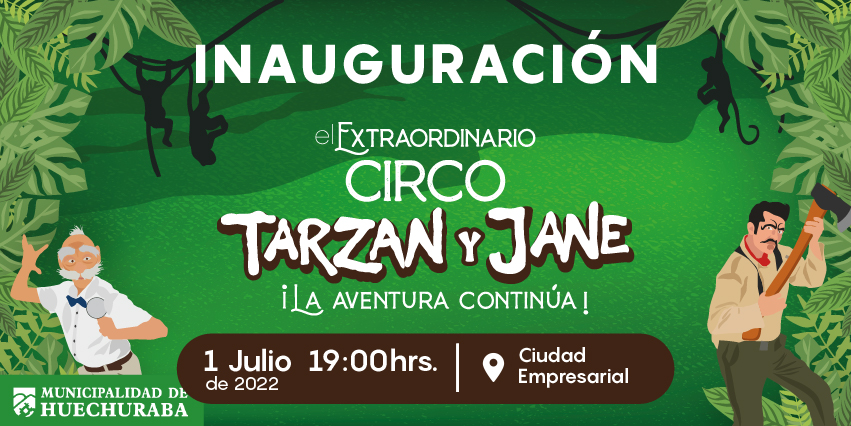 INAUGURACIÓN
el EXTRAORDINARIO
CIRCO
TARZAN Y JANE
¡LA AVENTURA CONTINÚA!
1 Julio 19:00hrs.
de 2022
Ciudad
Empresarial
MUNICIPALIDAD DE
HUECHURABA